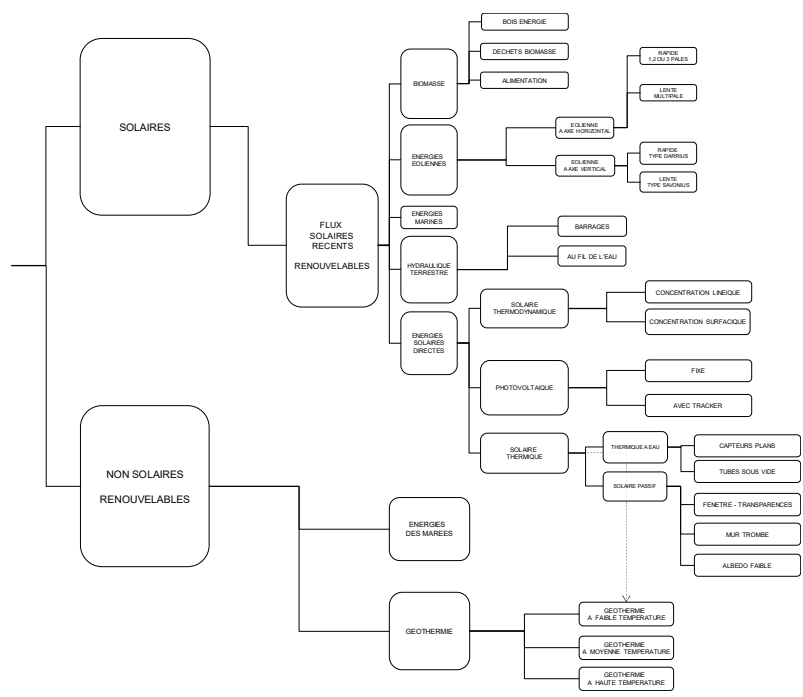 SOLAIRES
FLUX
SOLAIRES
RECENTS
RENOUVELABLES
BIOMASSE
BOIS ENERGIE
DECHETS BIOMASSE
ALIMENTATION
ENERGIES
EOLIENNES
EOLIENNE
A AXE HORIZONTAL
RAPIDE
1,2 OU 3 PALES
LENTE
MULTIPALE
EOLIENNE
A AXE VERTICAL
RAPIDE
TYPE DARRIUS
LENTE
TYPE SAVONIUS
ENERGIES
MARINES
HYDRAULIQUE
TERRESTRE
BARRAGES
AU FIL DE L'EAU
ENERGIES
SOLAIRES
DIRECTES
SOLAIRE
THERMODYNAMIQUE
CONCENTRATION LINEIQUE
CONCENTRATION SURFACIQUE
PHOTOVOLTAIQUE
FIXE
AVEC TRACKER
SOLAIRE
THERMIQUE
THERMIQUE A EAU
CAPTEURS PLANS
TUBES SOUS VIDE
SOLAIRE PASSIF
FENETRE - TRANSPARENCES
MUR TROMBE
ALBEDO FAIBLE
NON SOLAIRES
RENOUVELABLES
ENERGIES
DES MAREES
GEOTHERMIE
GEOTHERMIE
A FAIBLE TEMPERATURE
GEOTHERMIE
A MOYENNE TEMPERATURE
GEOTHERMIE
A HAUTE TEMPERATURE